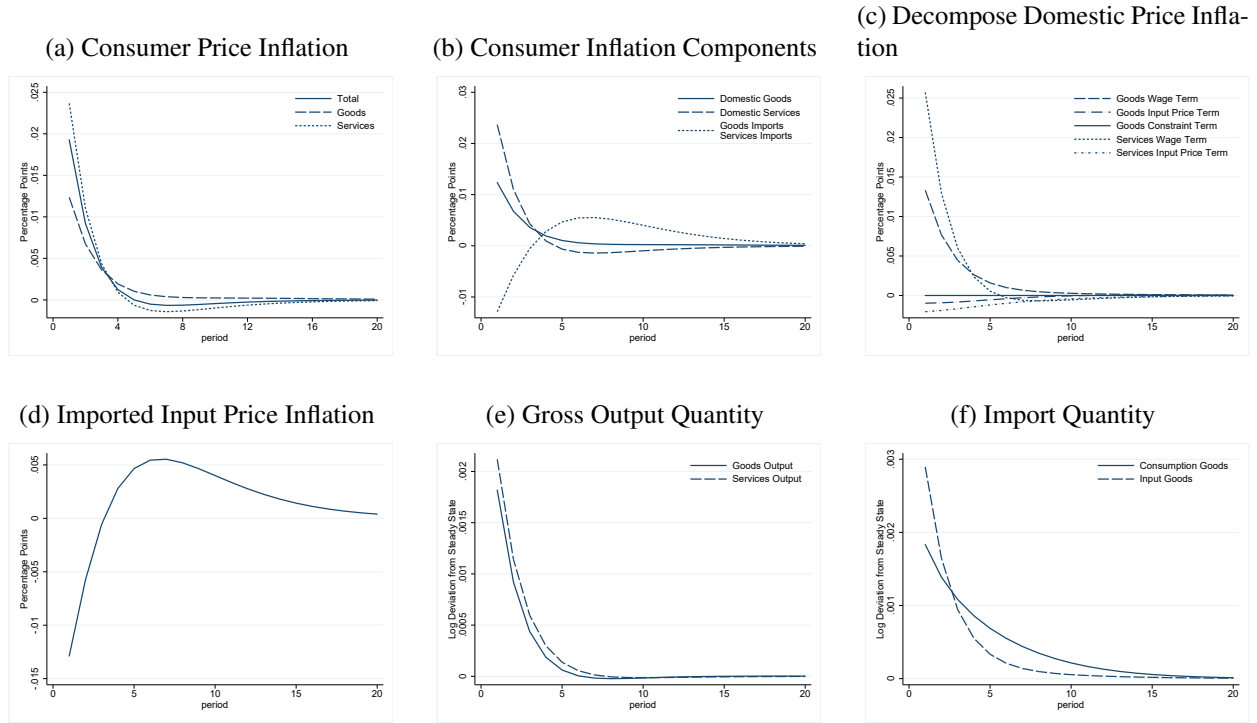 (a) Consumer Price Inflation
.025
.02
.015
.01
.005
0
Percentage Points
Total
Goods
Services
0 4 8 12 16 20
period
(b) Consumer Inflation Components
.03
.02
.01
0
-.01
Percentage Points
Domestic Goods
Domestic Services
Goods Imports
Services Imports
0 5 10 15 20
period
(c) Decompose Domestic Price Infla-
tion
.025
.02
.015
.01
.005
0
Percentage Points
Goods Wage Term
Goods Input Price Term
Goods Constraint Term
Services Wage Term
Services Input Price Term
0 5 10 15 20
period
(d) Imported Input Price Inflation
.005
0
-.005
-.01
-.015
Percentage Points
0 5 10 15 20
period
(e) Gross Output Quantity
.002
.0015
.001
.0005
0
Log Deviation from Steady State
Goods Output
Services Output
0 5 10 15 20
period
(f) Import Quantity
.003
.002
.001
0
Log Deviation from Steady State
Consumption Goods
Input Goods
0 5 10 15 20
period